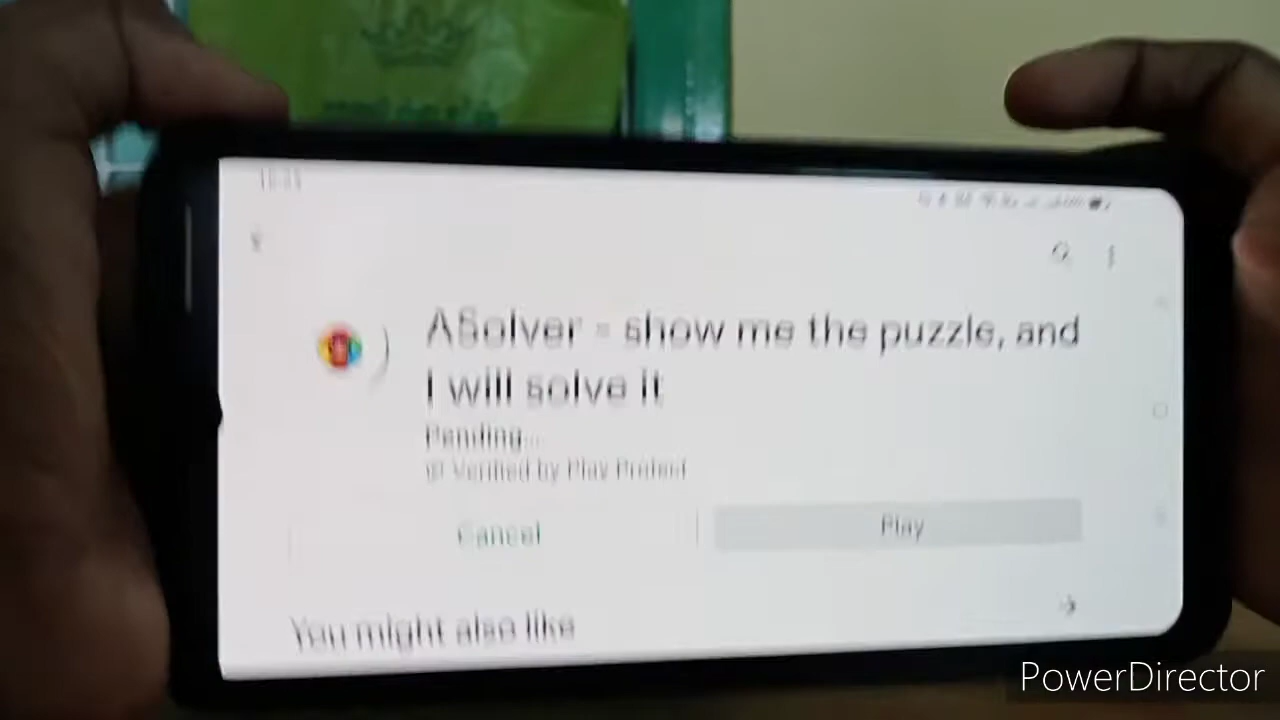 ASolver - show me the puzzle, and
I will solve it
Pending...
Verified by Play Protect
Cancel
Play
You might also like
PowerDirector